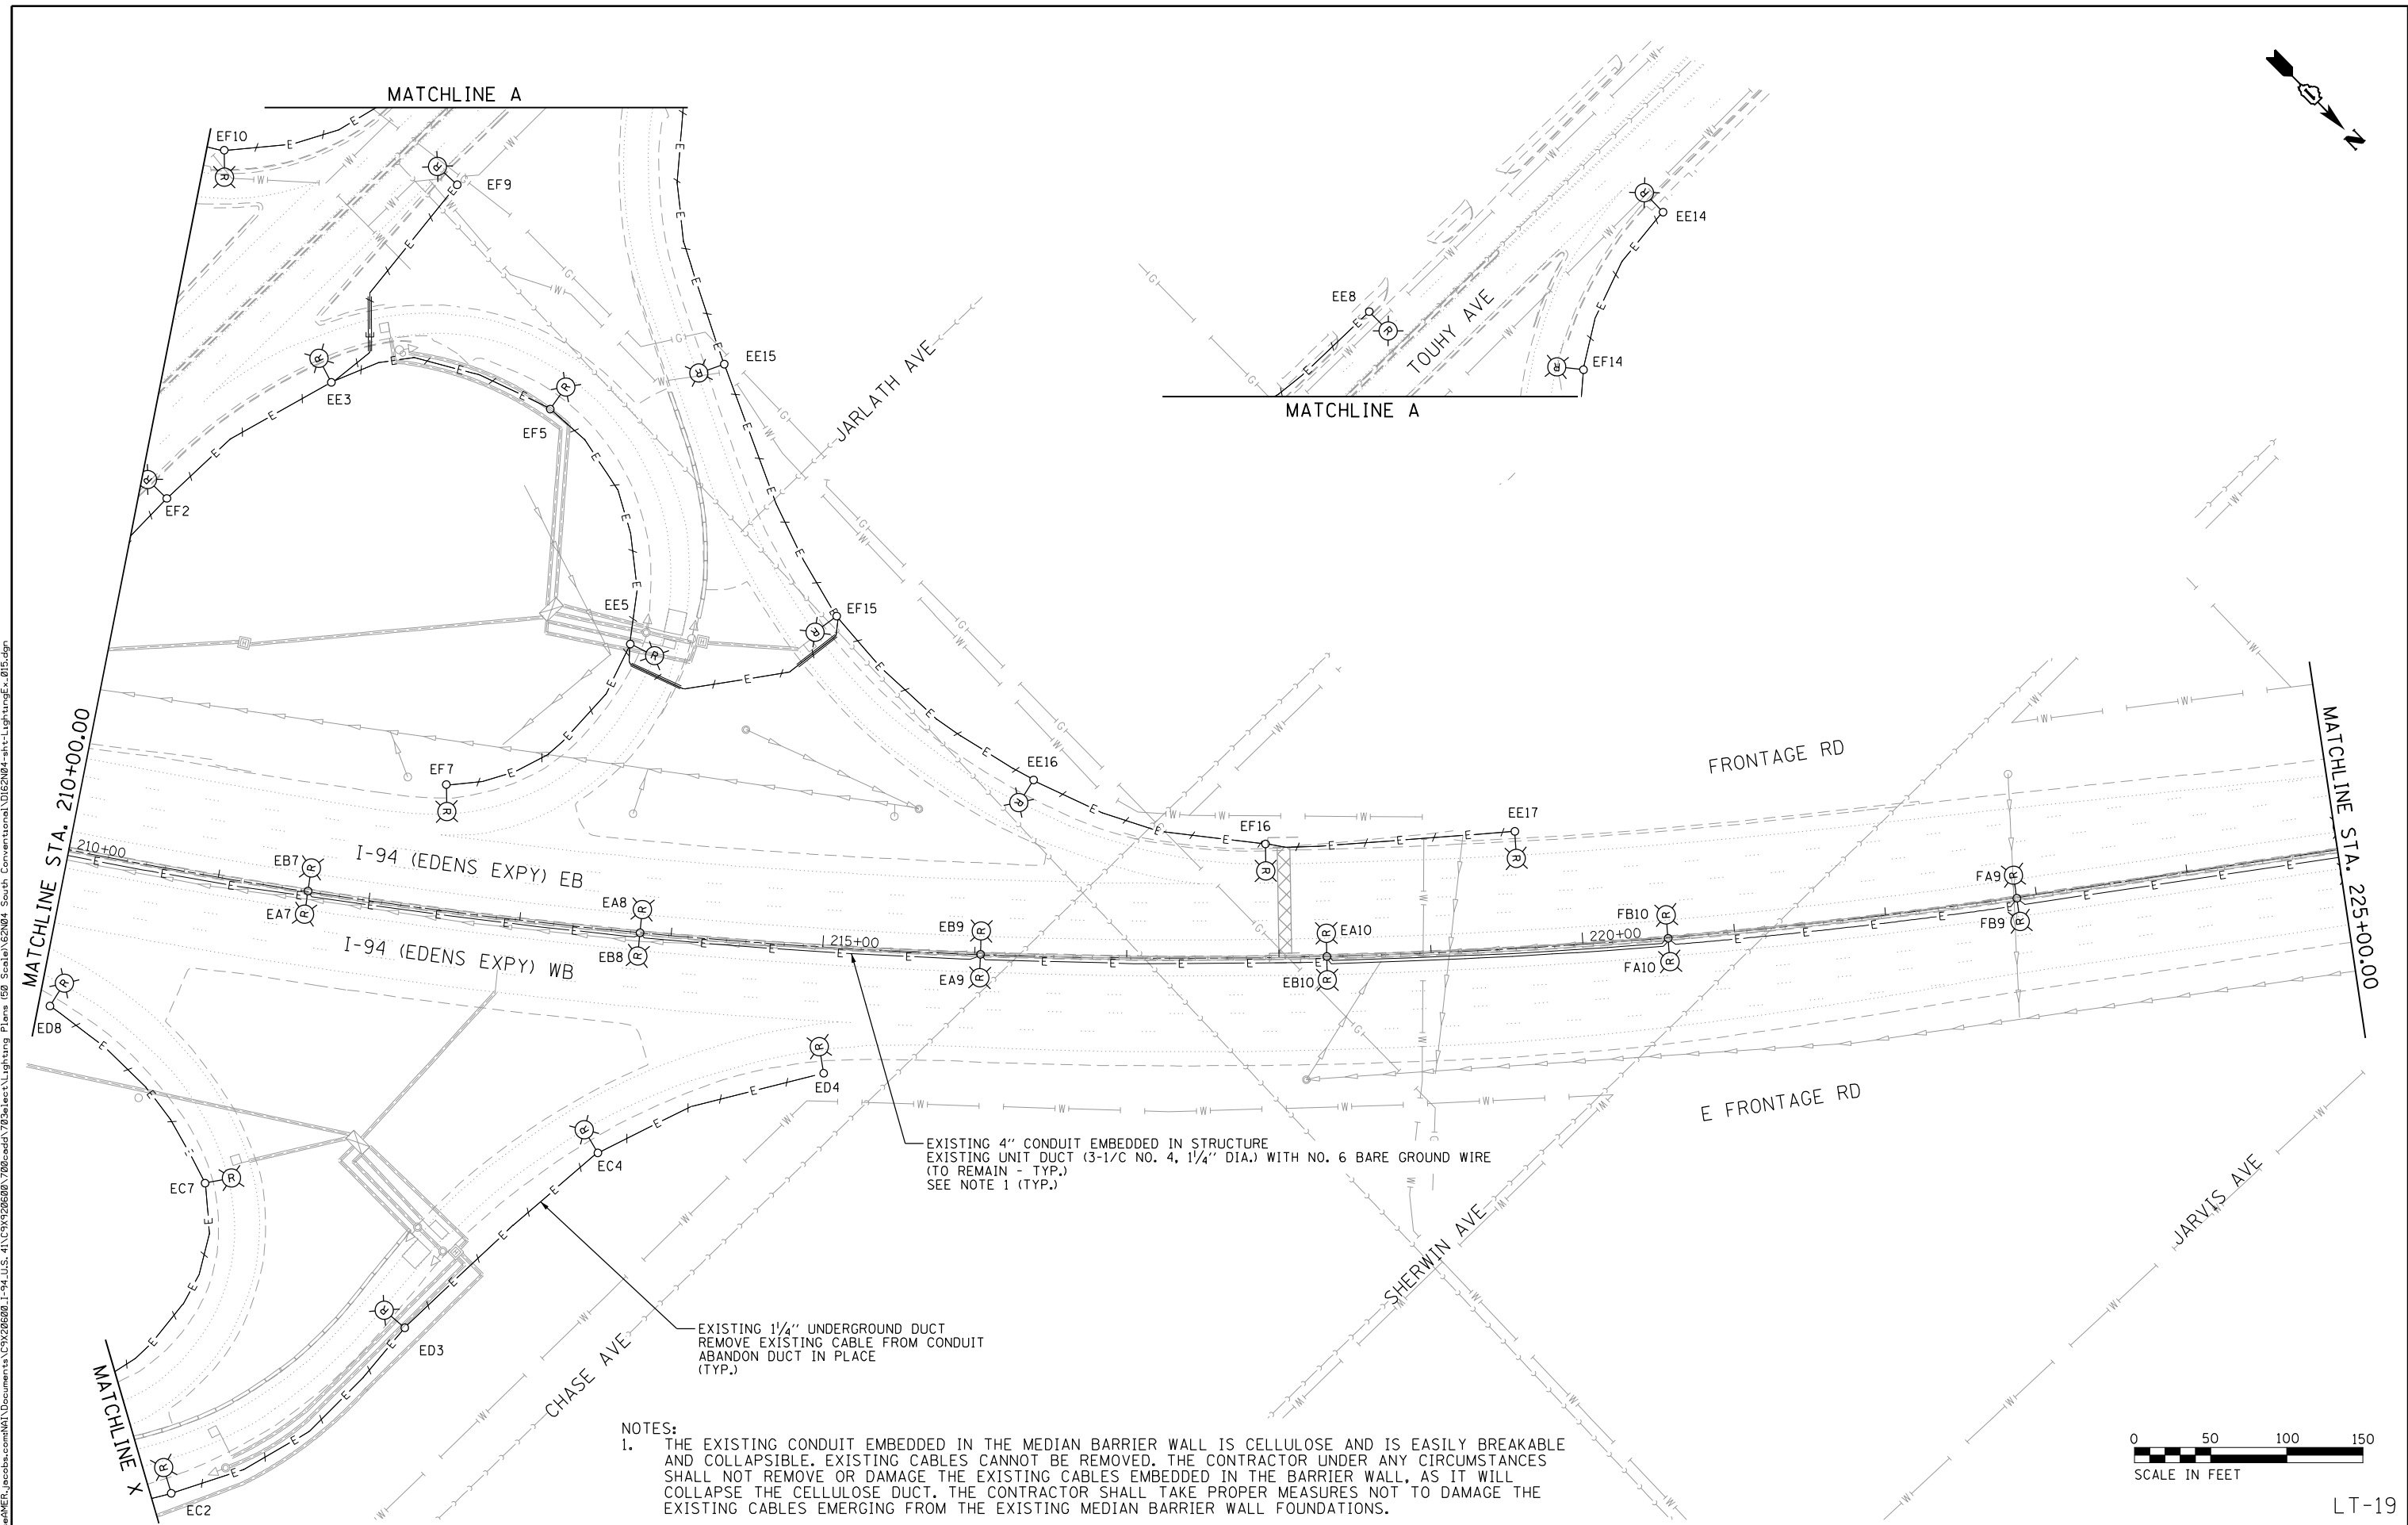 MATCHLINE A
EF10
EF9
EE14
EE8
TOUHY AVE
EE15
EF14
MATCHLINE A
JARLATH AVE
EE3
EF5
EF2
EE5
EF15
MATCHLINE STA. 210+00.00
MATCHLINE STA. 225+00.00
FRONTAGE RD
EF7
EE16
EE17
EF16
210+00
I-94 (EDENS EXPY) EB
EB7
EA7
EA8
EB8
I-94 (EDENS EXPY) WB
215+00
EB9
EA9
EA10
EB10
220+00
FB10
FA10
FA9
FB9
ED8
ED4
E FRONTAGE RD
EXISTING 4" CONDUIT EMBEDDED IN STRUCTURE
EXISTING UNIT DUCT (3-1/C NO. 4, 1 1/4" DIA.) WITH NO. 6 BARE GROUND WIRE
(TO REMAIN - TYP.)
SEE NOTE 1 (TYP.)
EC4
EC7
SHERWIN AVE
JARVIS AVE
ED3
EXISTING 1 1/4" UNDERGROUND DUCT
REMOVE EXISTING CABLE FROM CONDUIT
ABANDON DUCT IN PLACE
(TYP.)
CHASE AVE
MATCHLINE X
EC2
NOTES:
1. THE EXISTING CONDUIT EMBEDDED IN THE MEDIAN BARRIER WALL IS CELLULOSE AND IS EASILY BREAKABLE
AND COLLAPSIBLE. EXISTING CABLES CANNOT BE REMOVED. THE CONTRACTOR UNDER ANY CIRCUMSTANCES
SHALL NOT REMOVE OR DAMAGE THE EXISTING CABLES EMBEDDED IN THE BARRIER WALL, AS IT WILL
COLLAPSE THE CELLULOSE DUCT. THE CONTRACTOR SHALL TAKE PROPER MEASURES NOT TO DAMAGE THE
EXISTING CABLES EMERGING FROM THE EXISTING MEDIAN BARRIER WALL FOUNDATIONS.
0 50 100 150
SCALE IN FEET
LT-19
N